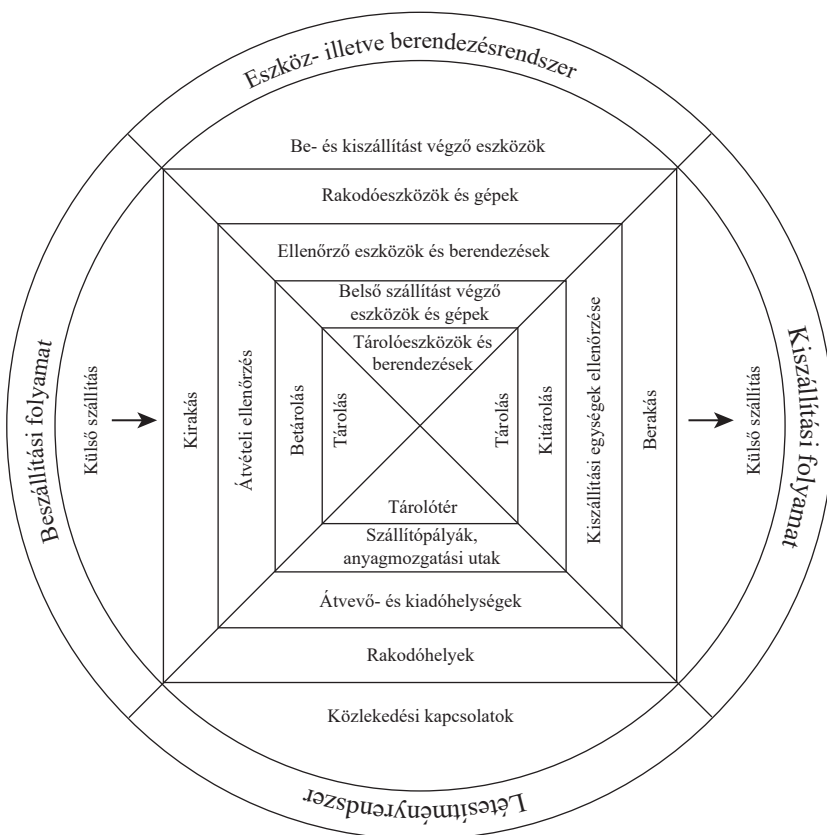 Eszköz- illetve berendezésrendszer
Be- és kiszállítást végző eszközök
Rakodóeszközök és gépek
Ellenőrző eszközök és berendezések
Belső szállítást végző
eszközök és gépek
Tárolóeszközök és
berendezések
Beszállítási folyamat
Külső szállítás
Kirakás
Átvételi ellenőrzés
Betárolás
Tárolás
Tárolás
Kitárolás
Kiszállítási egységek ellenőrzése
Berakás
Külső szállítás
Kiszállítási folyamat
Tárolótér
Szállítópályák,
anyagmozgatási utak
Átvevő- és kiadóhelységek
Rakodóhelyek
Közlekedési kapcsolatok
Létesítményrendszer